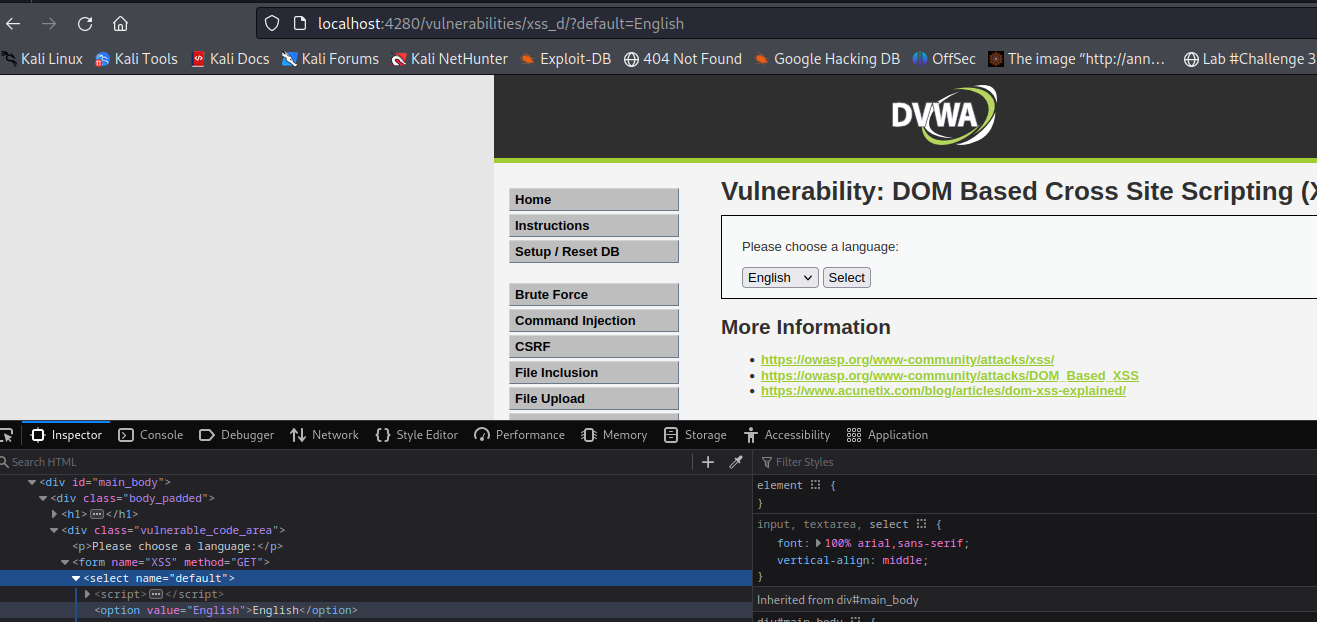 localhost:4280/vulnerabilities/xss_d/?default=English
Kali Linux Kali Tools Kali Docs Kali Forums Kali NetHunter Exploit-DB 404 Not Found Google Hacking DB OffSec The image “http://ann… Lab #Challenge 3
DVWA
Vulnerability: DOM Based Cross Site Scripting (X
Home
Instructions
Setup / Reset DB
Brute Force
Command Injection
CSRF
File Inclusion
File Upload
Please choose a language:
English Select
More Information
https://owasp.org/www-community/attacks/xss/
https://owasp.org/www-community/attacks/DOM_Based_XSS
https://www.acunetix.com/blog/articles/dom-xss-explained/
Inspector Console Debugger Network Style Editor Performance Memory Storage Accessibility Application
Search HTML
<div id="main_body">
<div class="body_padded">
<h1></h1>
<div class="vulnerable_code_area">
<p>Please choose a language:</p>
<form name="XSS" method="GET">
<select name="default">
<script></script>
<option value="English">English</option>
Filter Styles
element {
}
input, textarea, select {
font: 100% arial,sans-serif;
vertical-align: middle;
}
Inherited from div#main_body
div#main_body {